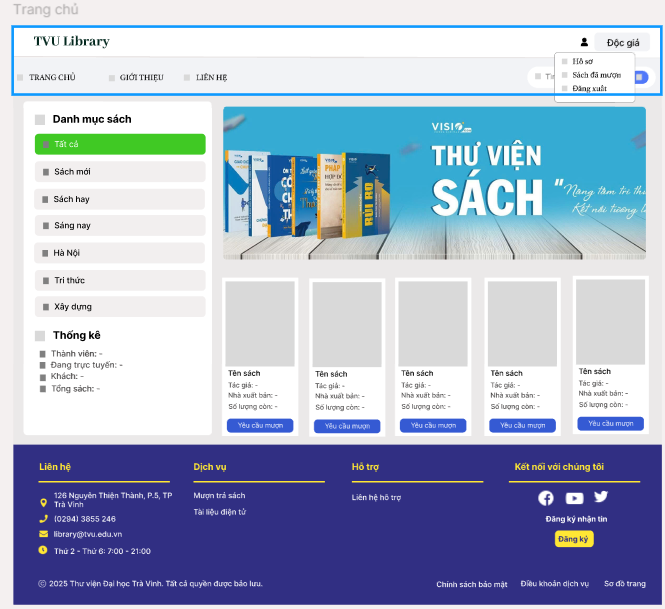 Trang chủ
TVU Library
Độc giả
Hồ sơ
Sách đã mượn
Đăng xuất
TRANG CHỦ
GIỚI THIỆU
LIÊN HỆ
Danh mục sách
Tất cả
Sách mới
Sách hay
Sáng nay
Hà Nội
Tri thức
Xây dựng
Thống kê
Thành viên: -
Đang trực tuyến: -
Khách: -
Tổng sách: -
THƯ VIỆN
SÁCH
"Nâng tầm tri
Kết nối tương
RỦI RO
Tên sách
Tác giả: -
Nhà xuất bản: -
Số lượng còn: -
Yêu cầu mượn
Tên sách
Tác giả: -
Nhà xuất bản: -
Số lượng còn: -
Yêu cầu mượn
Tên sách
Tác giả: -
Nhà xuất bản: -
Số lượng còn: -
Yêu cầu mượn
Tên sách
Tác giả: -
Nhà xuất bản: -
Số lượng còn: -
Yêu cầu mượn
Tên sách
Tác giả: -
Nhà xuất bản: -
Số lượng còn: -
Yêu cầu mượn
Liên hệ
126 Nguyễn Thiện Thành, P.5, TP
Trà Vinh
(0294) 3855 246
library@tvu.edu.vn
Thứ 2 - Thứ 6: 7:00 - 21:00
Dịch vụ
Mượn trả sách
Tài liệu điện tử
Hỗ trợ
Liên hệ hỗ trợ
Kết nối với chúng tôi
Đăng ký nhận tin
Đăng ký
© 2025 Thư viện Đại học Trà Vinh. Tất cả quyền được bảo lưu.
Chính sách bảo mật
Điều khoản dịch vụ
Sơ đồ trang